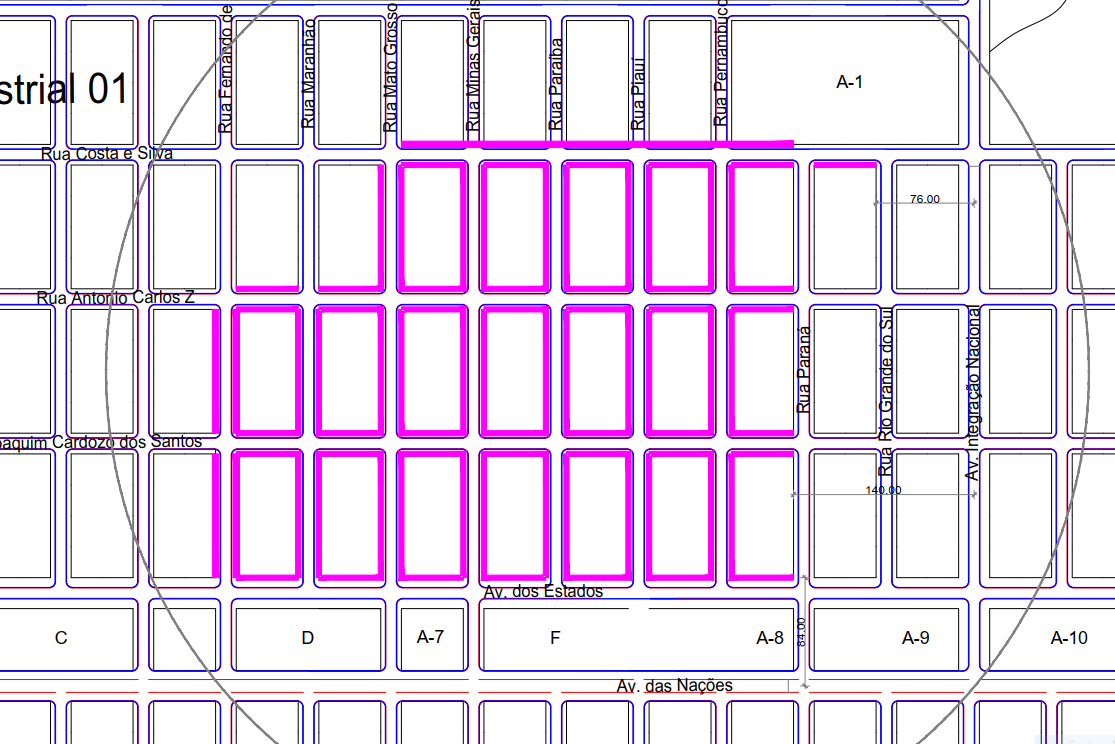 Rua Fernando de
Rua Maranhão
Rua Mato Grosso
Rua Minas Gerais
Rua Paraíba
Rua Piauí
Rua Pernambuco
A-1
strial 01
Rua Costa e Silva
76.00
Rua Antonio Carlos Z
Rua Paraná
Rua Rio Grande do Sul
Av. Integração Nacional
oaquim Cardozo dos Santos
140.00
Av. dos Estados
C
D
A-7
F
A-8
84.00
A-9
A-10
Av. das Nações